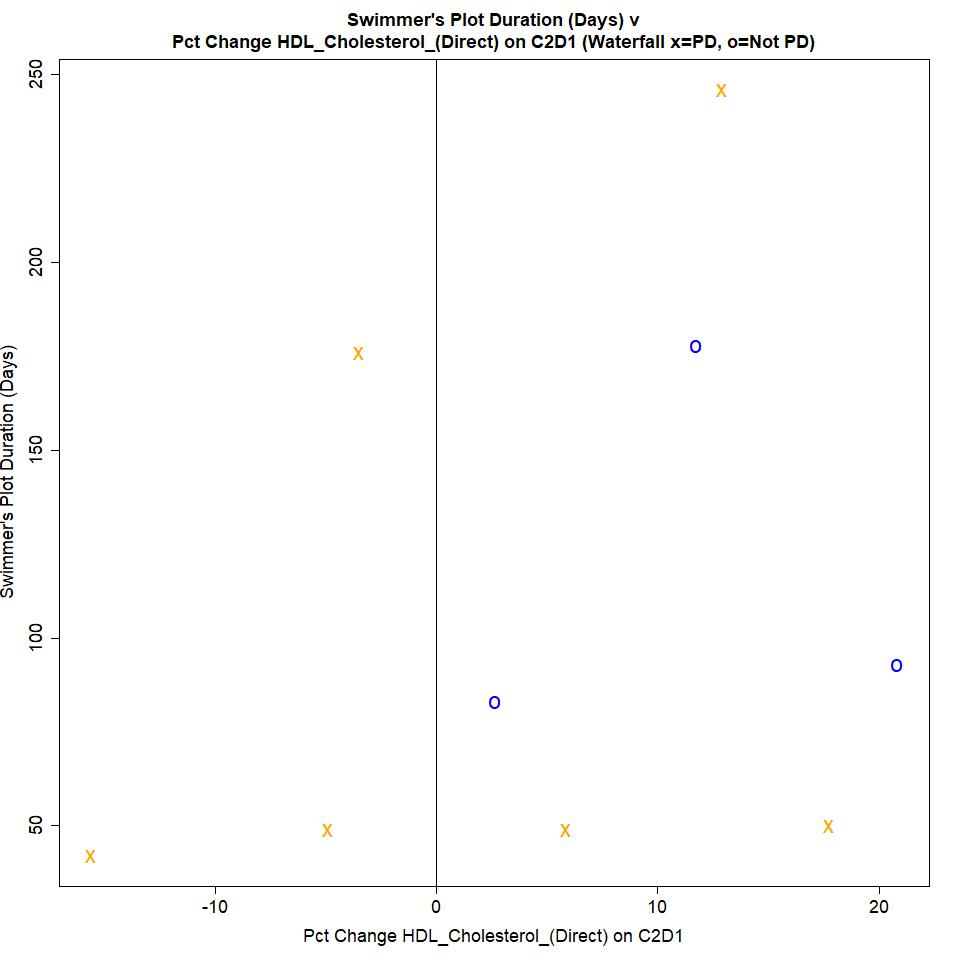 Swimmer's Plot Duration (Days) v
Pct Change HDL_Cholesterol_(Direct) on C2D1 (Waterfall x=PD, o=Not PD)
Swimmer's Plot Duration (Days)
250
200
150
100
50
X
X
O
O
O
X
X
X
X
-10
0
10
20
Pct Change HDL_Cholesterol_(Direct) on C2D1